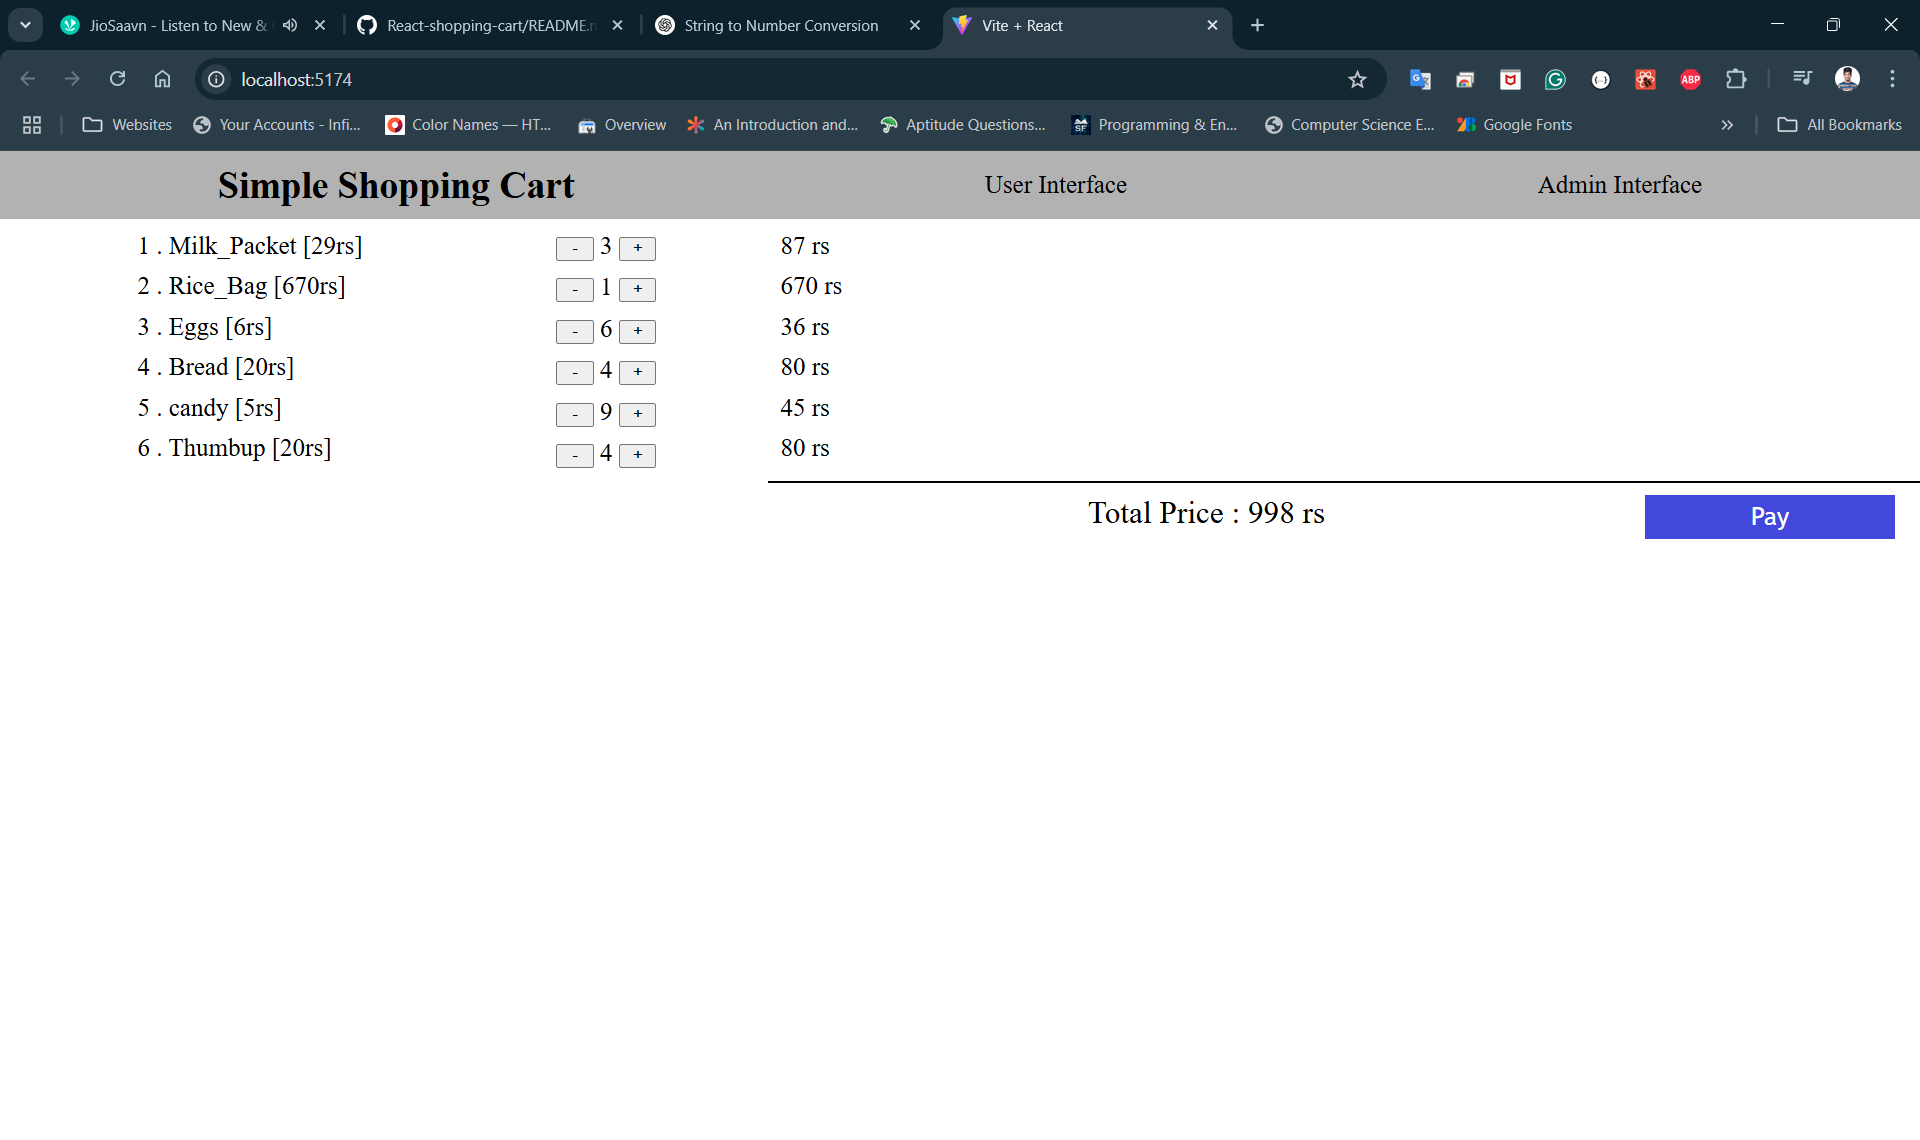 JioSaavn - Listen to New &
React-shopping-cart/README.
String to Number Conversion
Vite + React
localhost:5174
ABP
Websites
Your Accounts - Infi...
Color Names — HT...
Overview
An Introduction and...
Aptitude Questions...
SF
Programming & En...
Computer Science E...
Google Fonts
All Bookmarks
Simple Shopping Cart
User Interface
Admin Interface
1 . Milk_Packet [29rs] - 3 + 87 rs
2 . Rice_Bag [670rs] - 1 + 670 rs
3 . Eggs [6rs] - 6 + 36 rs
4 . Bread [20rs] - 4 + 80 rs
5 . candy [5rs] - 9 + 45 rs
6 . Thumbup [20rs] - 4 + 80 rs
Total Price : 998 rs
Pay